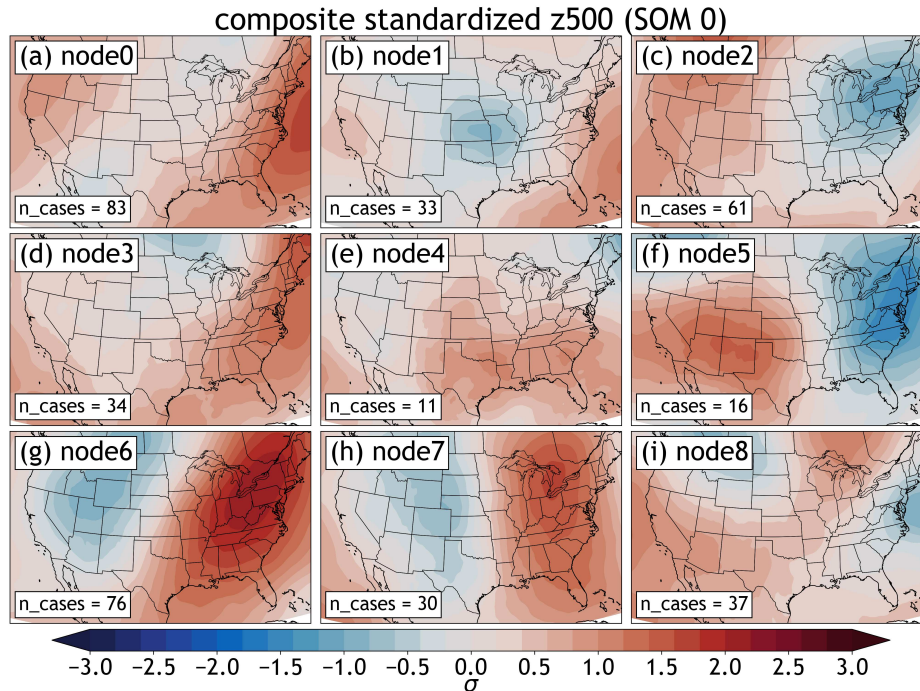 composite standardized z500 (SOM 0)
(a) node0
(b) node1
(c) node2
n_cases = 83
n_cases = 33
n_cases = 61
(d) node3
(e) node4
(f) node5
n_cases = 34
n_cases = 11
n_cases = 16
(g) node6
(h) node7
(i) node8
n_cases = 76
n_cases = 30
n_cases = 37
−3.0 −2.5 −2.0 −1.5 −1.0 −0.5 0.0 0.5 1.0 1.5 2.0 2.5 3.0
σ